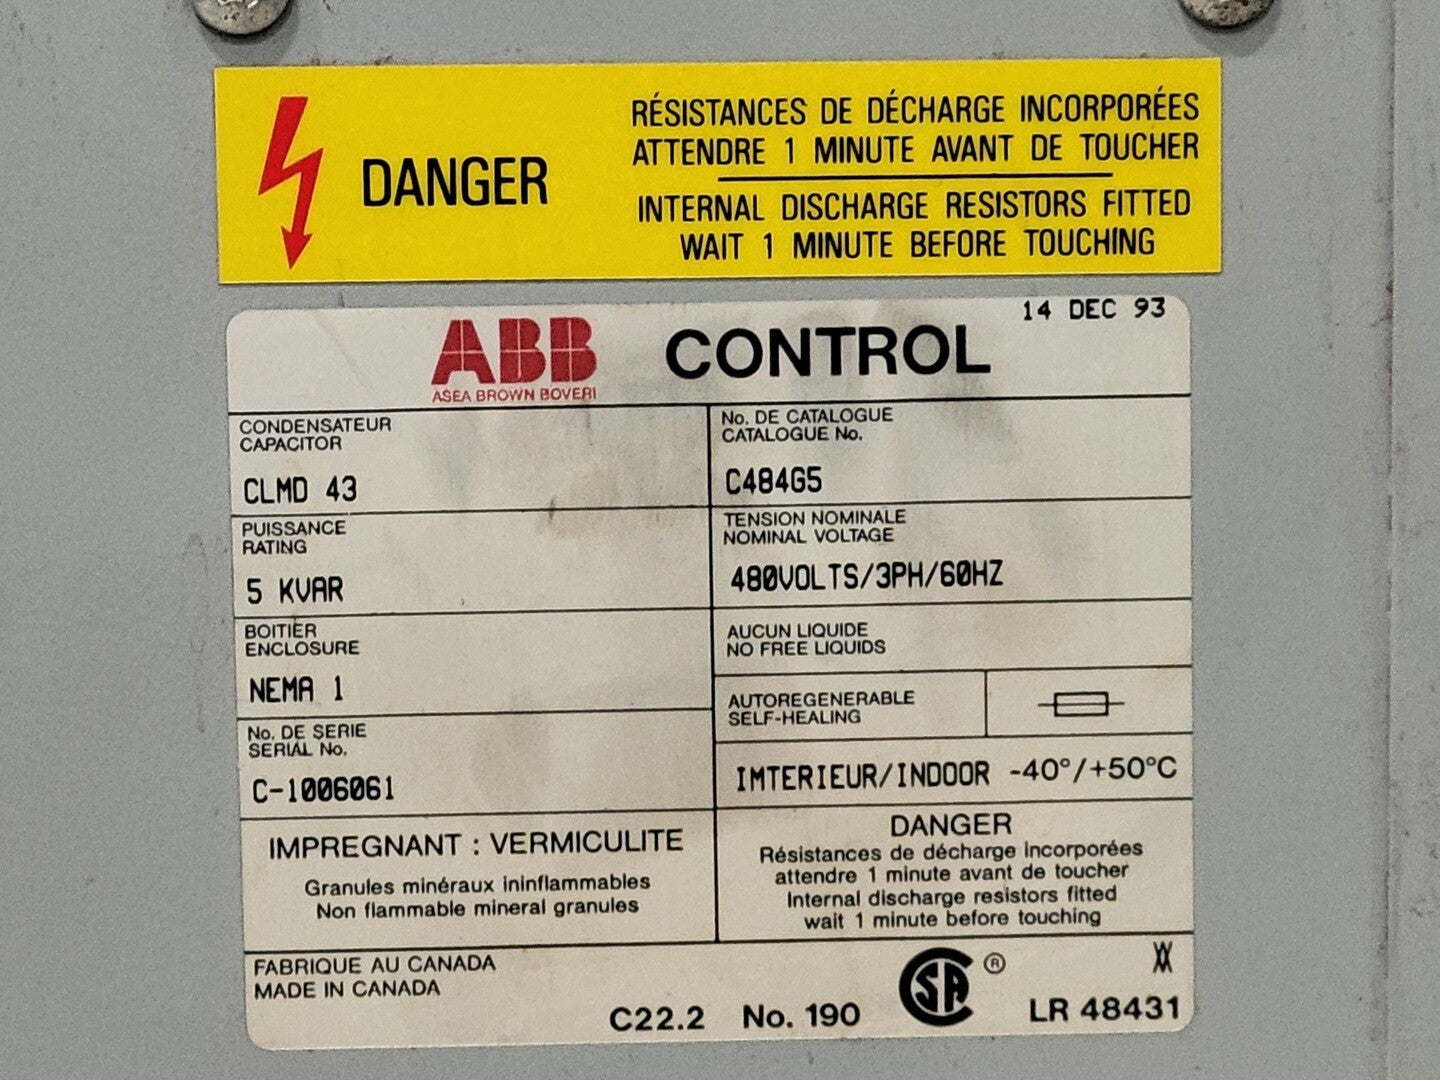 DANGER
RÉSISTANCES DE DÉCHARGE INCORPORÉES
ATTENDRE 1 MINUTE AVANT DE TOUCHER
INTERNAL DISCHARGE RESISTORS FITTED
WAIT 1 MINUTE BEFORE TOUCHING
14 DEC 93
ABB CONTROL
ASEA BROWN BOVERI
CONDENSATEUR
CAPACITOR
CLMD 43
No. DE CATALOGUE
CATALOGUE No.
C484G5
PUISSANCE
RATING
5 KVAR
TENSION NOMINALE
NOMINAL VOLTAGE
480VOLTS/3PH/60HZ
BOITIER
ENCLOSURE
NEMA 1
AUCUN LIQUIDE
NO FREE LIQUIDS
AUTOREGENERABLE
SELF-HEALING
No. DE SERIE
SERIAL No.
C-1006061
IMTERIEUR/INDOOR -40°/+50°C
IMPREGNANT : VERMICULITE
Granules minéraux ininflammables
Non flammable mineral granules
DANGER
Résistances de décharge incorporées
attendre 1 minute avant de toucher
Internal discharge resistors fitted
wait 1 minute before touching
FABRIQUE AU CANADA
MADE IN CANADA
C22.2 No. 190
CSA ®
LR 48431